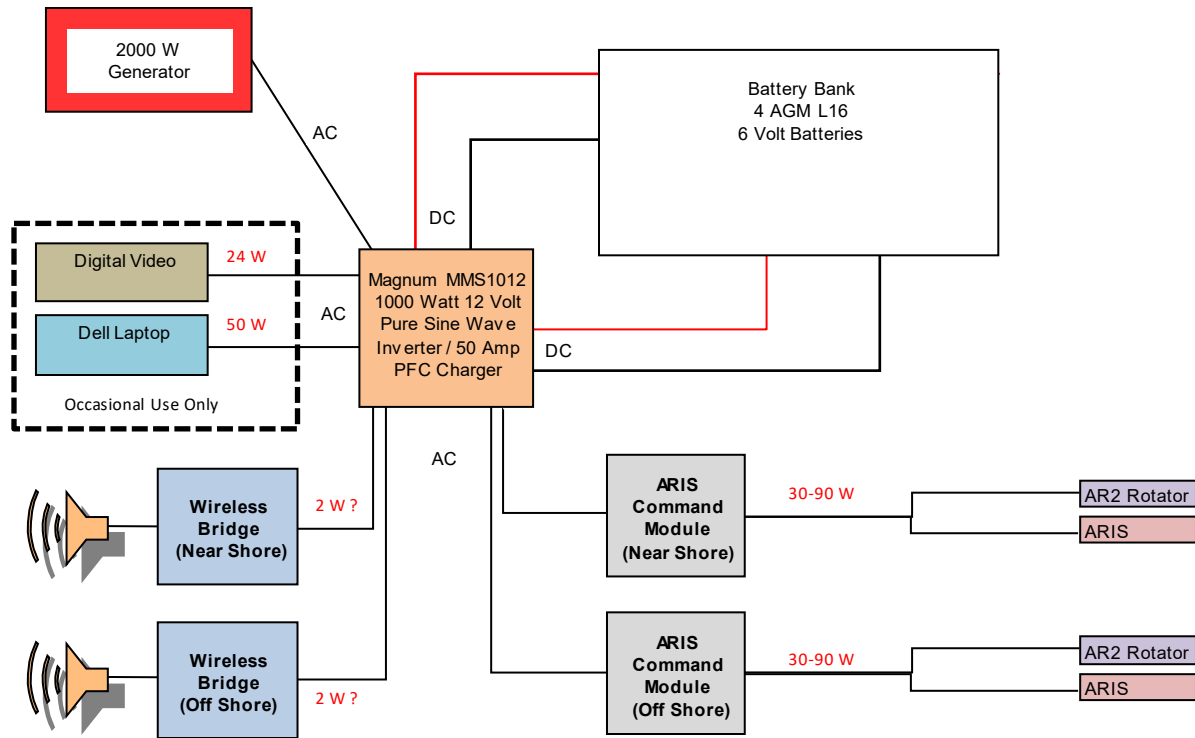 2000 W
Generator
Battery Bank
4 AGM L16
6 Volt Batteries
AC
DC
Digital Video
24 W
Dell Laptop
50 W
AC
Occasional Use Only
Magnum MMS1012
1000 Watt 12 Volt
Pure Sine Wave
Inverter / 50 Amp
PFC Charger
DC
AC
Wireless
Bridge
(Near Shore)
2 W ?
ARIS
Command
Module
(Near Shore)
30-90 W
AR2 Rotator
ARIS
Wireless
Bridge
(Off Shore)
2 W ?
ARIS
Command
Module
(Off Shore)
30-90 W
AR2 Rotator
ARIS